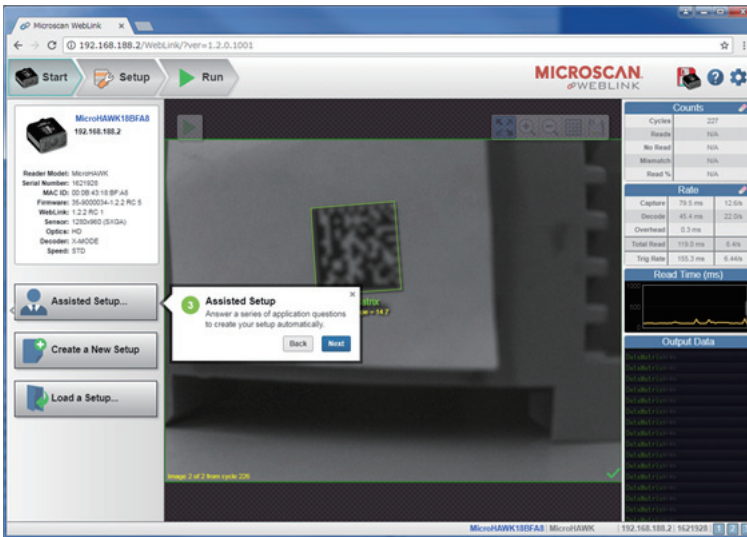 Microscan WebLink
192.168.188.2/WebLink/?ver=1.2.0.1001
Start
Setup
Run
MICROSCAN
WEBLINK
MicroHAWK18BFA8
192.168.188.2
Reader Model: MicroHAWK
Serial Number: 1621928
MAC ID: 00:0B:43:18:BF:A8
Firmware: 35-9000034-1.2.2 RC 5
WebLink: 1.2.2 RC 1
Sensor: 1280x960 (SXGA)
Optics: HD
Decoder: X-MODE
Speed: STD
Assisted Setup...
Create a New Setup
Load a Setup...
3 Assisted Setup
Answer a series of application questions
to create your setup automatically.
Back Next
image 2 of 2 from cycle 226
Counts
Cycles 227
Reads N/A
No Read N/A
Mismatch N/A
Read % N/A
Rate
Capture 79.5 ms 12.6/s
Decode 45.4 ms 22.0/s
Overhead 0.3 ms
Total Read 119.0 ms 8.4/s
Trig Rate 155.3 ms 6.44/s
Read Time (ms)
1000
500
Output Data
MicroHAWK18BFA8 MicroHAWK 192.168.188.2 1621928 1 2